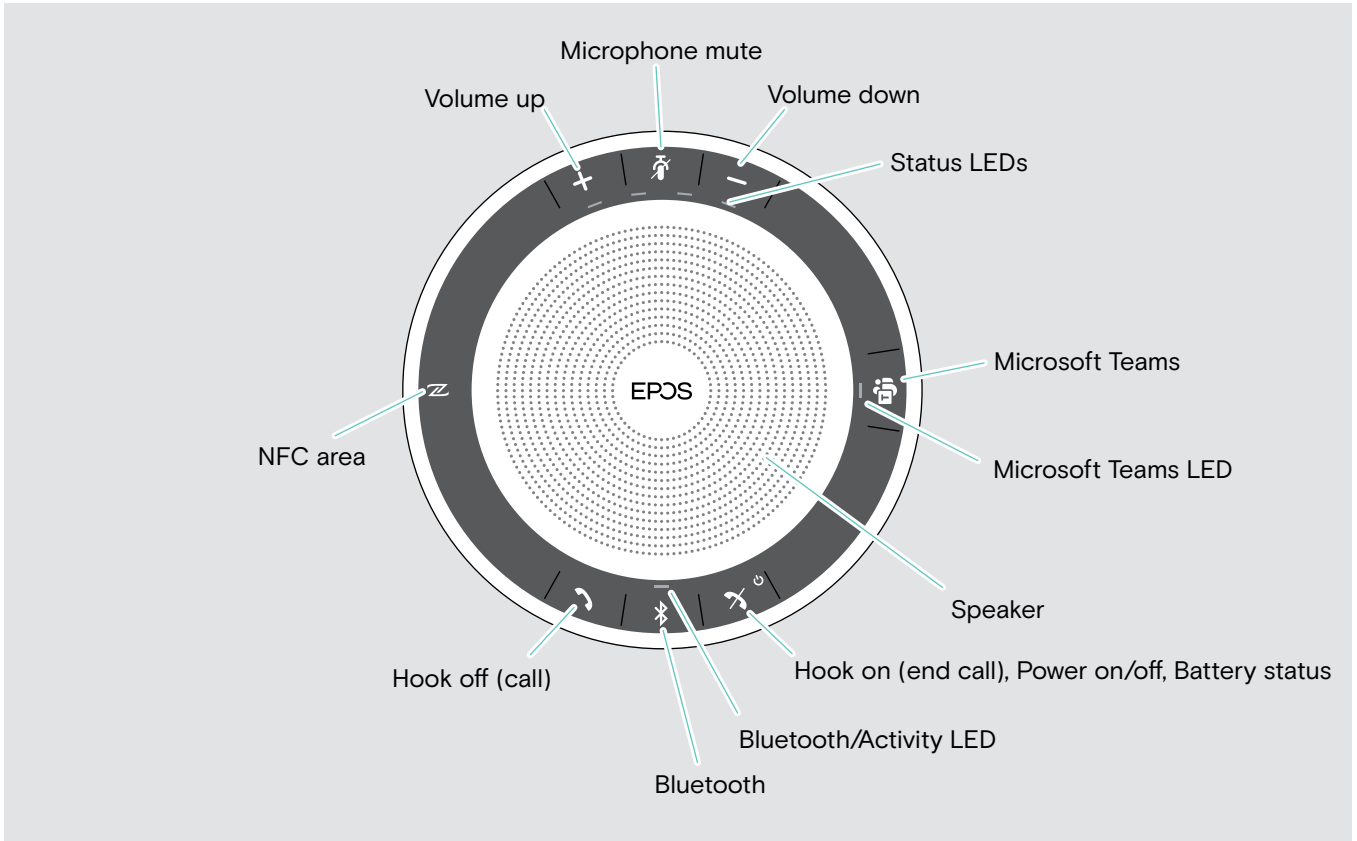 Microphone mute
Volume up
Volume down
Status LEDs
Microsoft Teams
EPOS
NFC area
Microsoft Teams LED
Speaker
Hook off (call)
Hook on (end call), Power on/off, Battery status
Bluetooth/Activity LED
Bluetooth